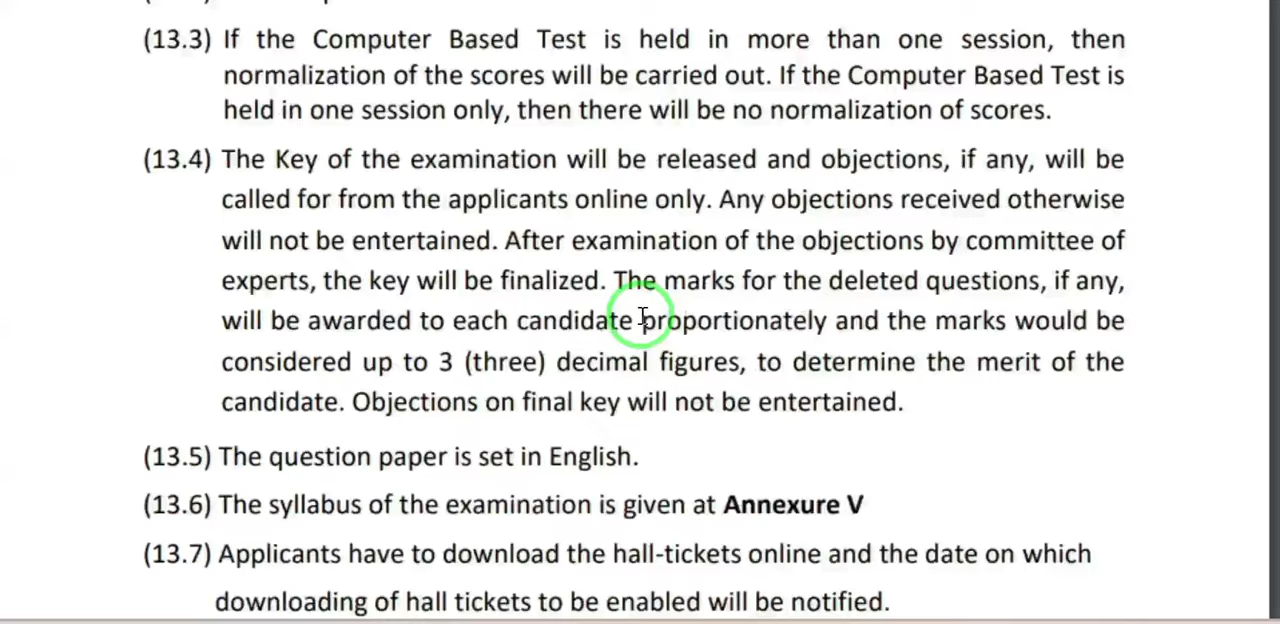 (13.3) If the Computer Based Test is held in more than one session, then
normalization of the scores will be carried out. If the Computer Based Test is
held in one session only, then there will be no normalization of scores.
(13.4) The Key of the examination will be released and objections, if any, will be
called for from the applicants online only. Any objections received otherwise
will not be entertained. After examination of the objections by committee of
experts, the key will be finalized. The marks for the deleted questions, if any,
will be awarded to each candidate proportionately and the marks would be
considered up to 3 (three) decimal figures, to determine the merit of the
candidate. Objections on final key will not be entertained.
(13.5) The question paper is set in English.
(13.6) The syllabus of the examination is given at Annexure V
(13.7) Applicants have to download the hall-tickets online and the date on which
downloading of hall tickets to be enabled will be notified.